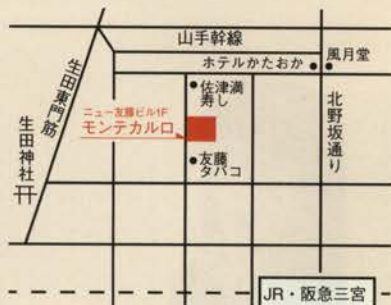 山手幹線
ホテルかたおか
風月堂
生田東門筋
佐津満
寿し
北野坂通り
ニュー友藤ビル1F
モンテカルロ
生田神社
友藤
タバコ
JR・阪急三宮